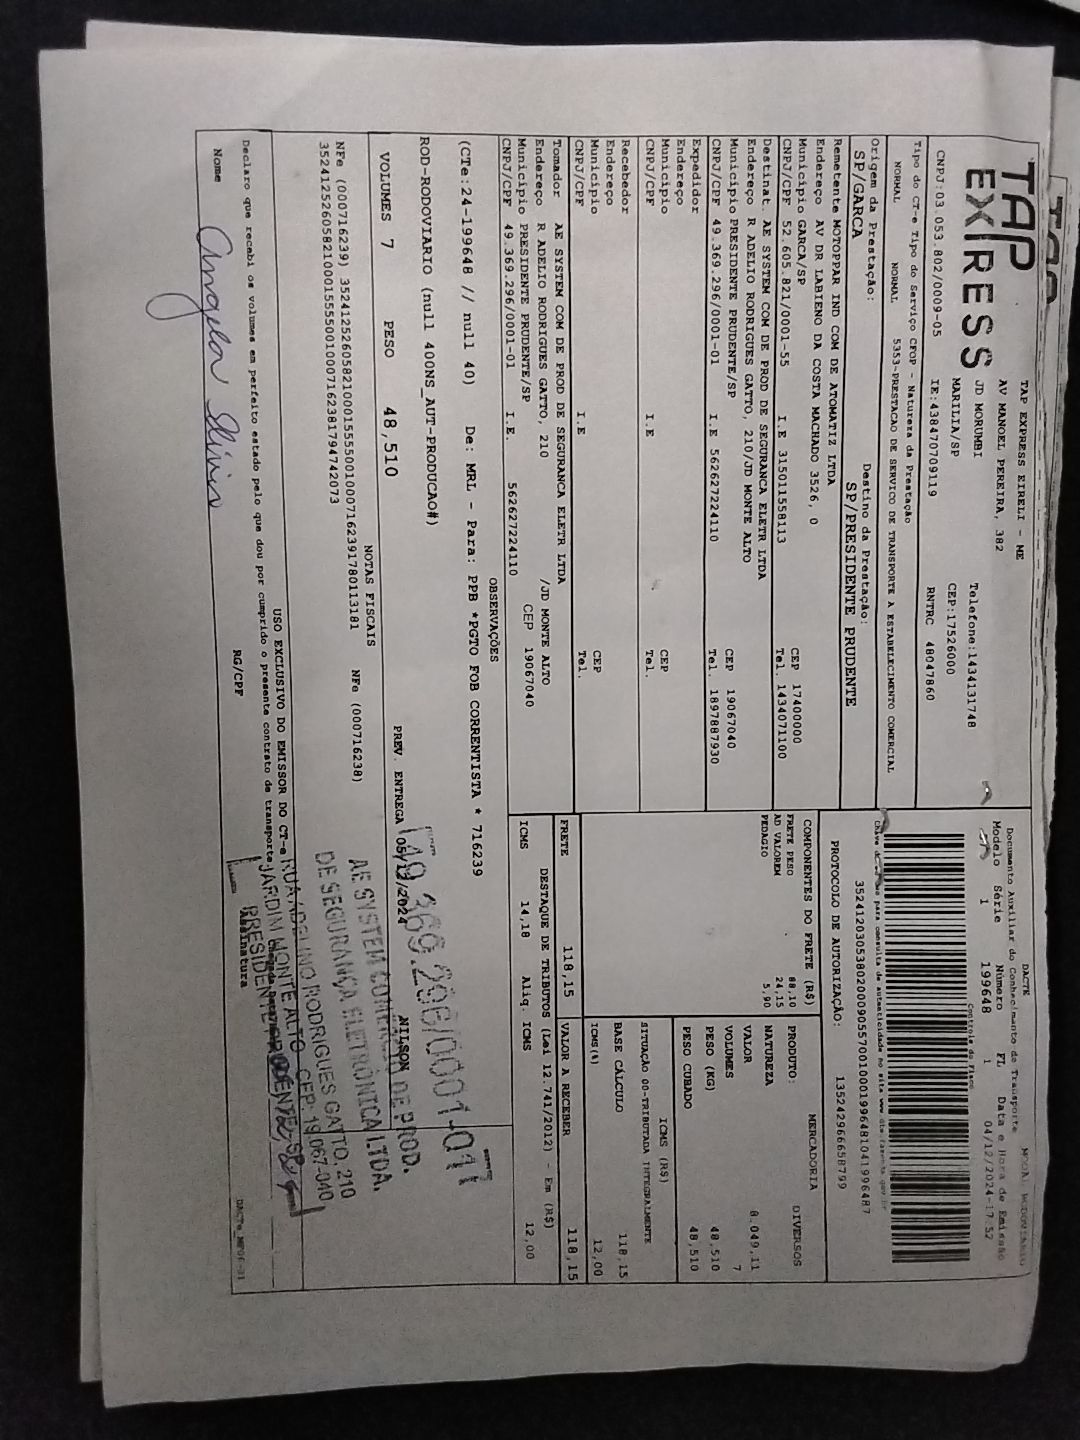 TAP
EXPRESS
TAP EXPRESS EIRELI - ME
AV MANOEL PEREIRA, 382
JD MORUMBI
MARILIA/SP
Telefone:1434131748
CEP:17526000
CNPJ:03.053.802/0009-05 IE:438470709119 RNTRC 48047860
DACTE
Documento Auxiliar do Conhecimento de Transporte
MODAL RODOVIARIO
Modelo Série Número FL Data e Hora de Emissão
1 199648 1 04/12/2024-17:52
Controle do Fisco
35241203053802000905570010001996481041996487
PROTOCOLO DE AUTORIZAÇÃO: 135242966658799
Tipo do CT-e Tipo do Serviço CFOP - Natureza da Prestação
NORMAL NORMAL 5353-PRESTACAO DE SERVICO DE TRANSPORTE A ESTABELECIMENTO COMERCIAL
Origem da Prestação: Destino da Prestação:
SP/GARCA SP/PRESIDENTE PRUDENTE
Remetente MOTOPPAR IND COM DE ATOMATIZ LTDA
Endereço AV DR LABIENO DA COSTA MACHADO 3526, 0
Município GARCA/SP CEP 17400000
CNPJ/CPF 52.605.821/0001-55 I.E 315011558113 Tel. 1434071100
Destinat. AE SYSTEM COM DE PROD DE SEGURANCA ELETR LTDA
Endereço R ADELIO RODRIGUES GATTO, 210/JD MONTE ALTO
Município PRESIDENTE PRUDENTE/SP CEP 19067040
CNPJ/CPF 49.369.296/0001-01 I.E 562627224110 Tel. 1897887930
Expedidor
Endereço
Município CEP
CNPJ/CPF I.E Tel.
Recebedor
Endereço
Município CEP
CNPJ/CPF I.E Tel.
Tomador AE SYSTEM COM DE PROD DE SEGURANCA ELETR LTDA
Endereço R ADELIO RODRIGUES GATTO, 210 /JD MONTE ALTO
Município PRESIDENTE PRUDENTE/SP CEP 19067040
CNPJ/CPF 49.369.296/0001-01 I.E. 562627224110
COMPONENTES DO FRETE (R$)
FRETE PESO 88,10
AD VALOREM 24,15
PEDAGIO 5,90
MERCADORIA
PRODUTO: DIVERSOS
NATUREZA
VALOR 8.049,11
VOLUMES 7
PESO (KG) 48,510
PESO CUBADO 48,510
ICMS (R$)
SITUAÇÃO 00-TRIBUTADA INTEGRALMENTE
BASE CÁLCULO 118,15
ICMS(%) 12,00
FRETE 118,15 VALOR A RECEBER 118,15
DESTAQUE DE TRIBUTOS (Lei 12.741/2012) - Em (R$)
ICMS 14,18 Aliq. ICMS 12,00
OBSERVAÇÕES
(CTe:24-199648 // null 40) De: MRL - Para: PPB *PGTO FOB CORRENTISTA * 716239
ROD-RODOVIARIO (null 400NS_AUT-PRODUCAO#)
VOLUMES 7 PESO 48,510 PREV. ENTREGA 05/12/2024 NILSON
NOTAS FISCAIS
NFe (000716239) 35241252605821000155550010007162391780113181 NFe (000716238)
35241252605821000155550010007162381794742073
49.369.296/0001-01
AE SYSTEM COMÉRCIO DE PROD.
DE SEGURANÇA ELETRÔNICA LTDA.
RUA ADELINO RODRIGUES GATTO, 210
JARDIM MONTE ALTO CEP: 19.067-040
PRESIDENTE PRUDENTE - SP
USO EXCLUSIVO DO EMISSOR DO CT-e
Declaro que recebi os volumes em perfeito estado pelo que dou por cumprido o presente contrato de transporte
Nome RG/CPF Assinatura